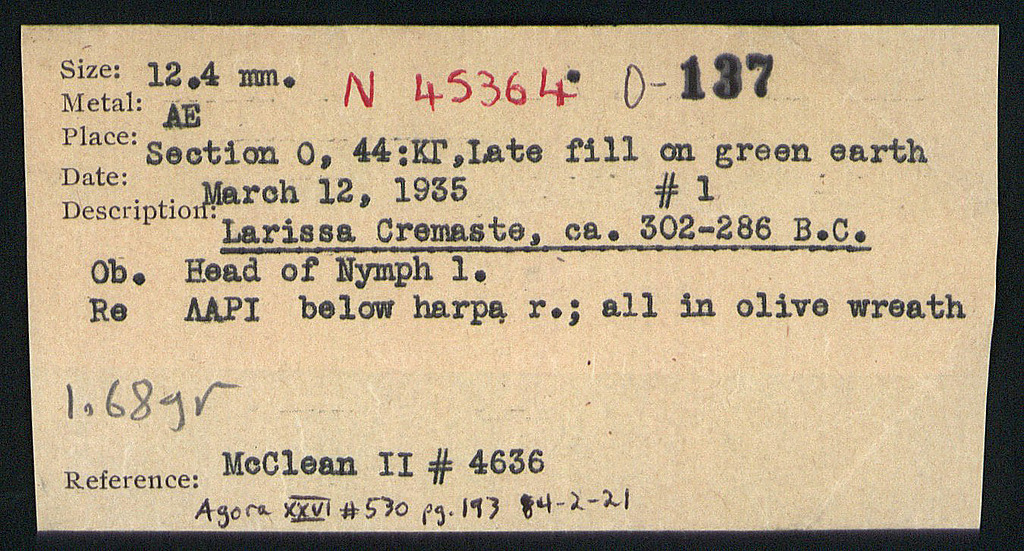 Size: 12.4 mm. N 45364 O-137
Metal: AE
Place: Section O, 44:ΚΓ, Late fill on green earth
Date: March 12, 1935 # 1
Description: Larissa Cremaste, ca. 302-286 B.C.
Ob. Head of Nymph l.
Re ΛΑΡΙ below harpa r.; all in olive wreath
1.68gr
Reference: McClean II # 4636
Agora XXVI #530 pg.193 84-2-21